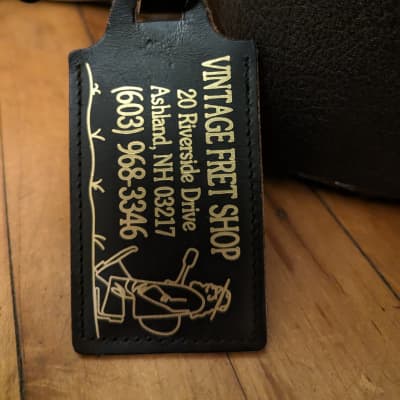 VINTAGE FRET SHOP
20 Riverside Drive
Ashland, NH 03217
(603) 968-3346